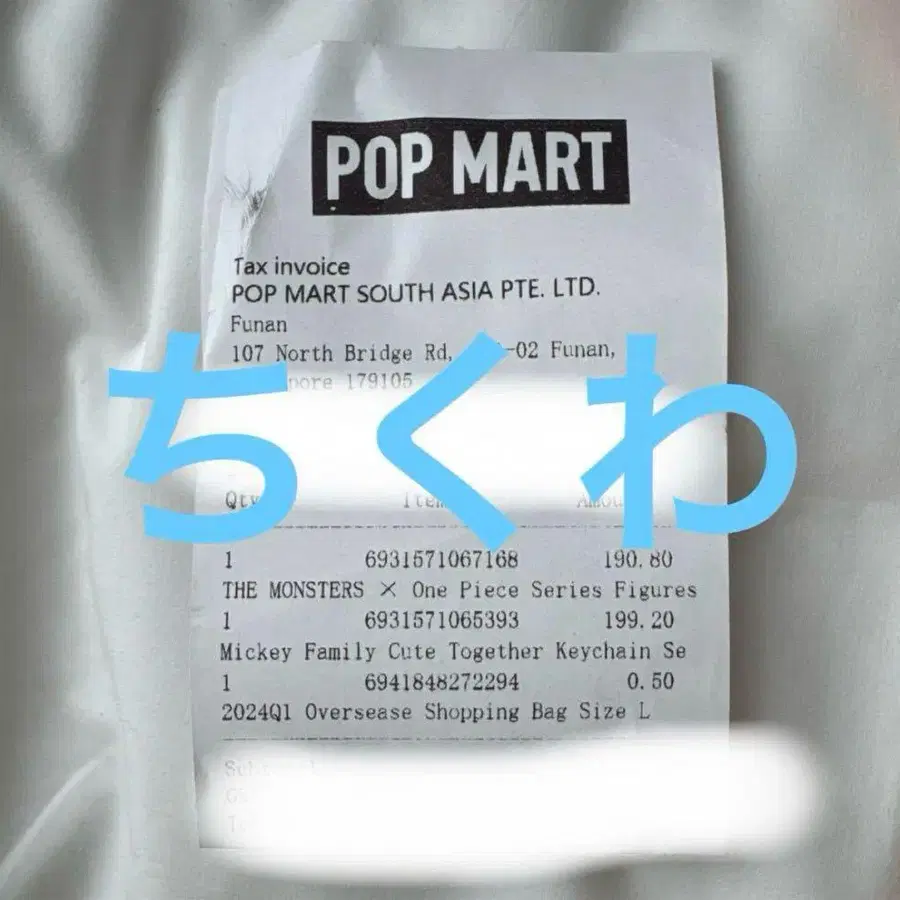 POP MART
Tax invoice
POP MART SOUTH ASIA PTE. LTD.
Funan
107 North Bridge Rd, -02 Funan,
179105
ちくわ
Qty
1 6931571067168 190.80
THE MONSTERS × One Piece Series Figures
1 6931571065393 199.20
Mickey Family Cute Together Keychain Se
1 6941848272294 0.50
2024Q1 Oversease Shopping Bag Size L